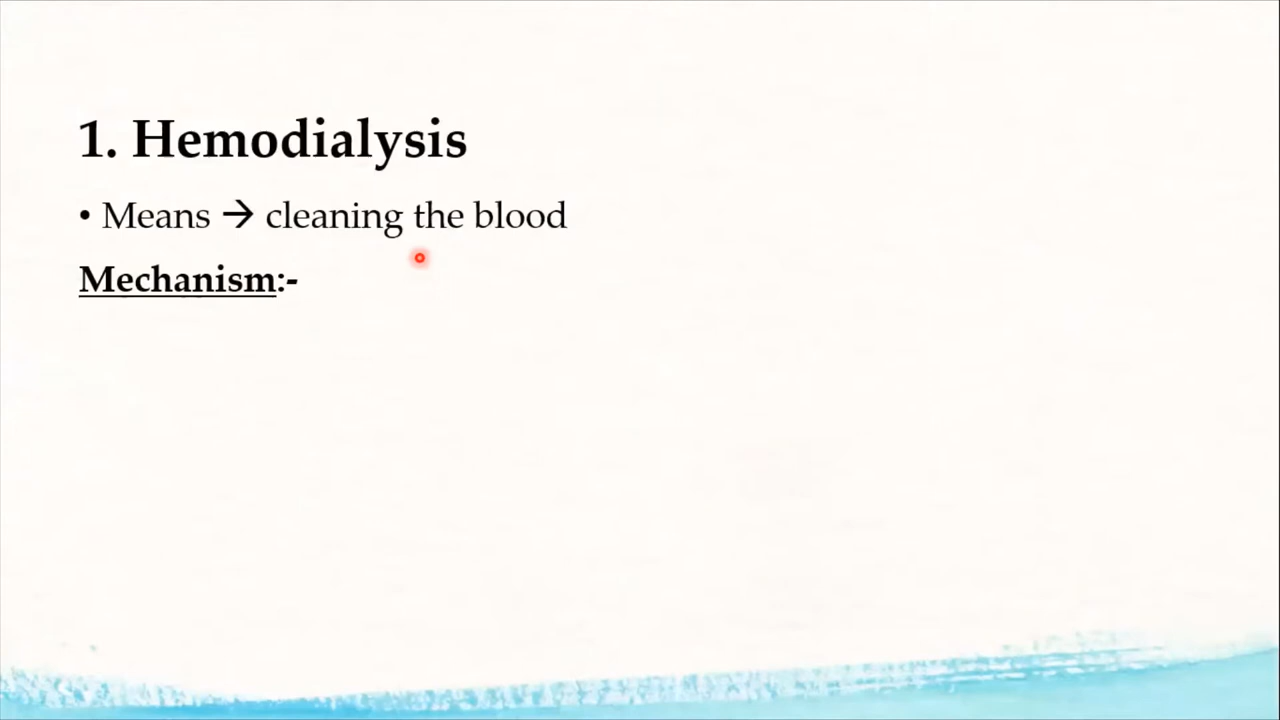 1. Hemodialysis
• Means → cleaning the blood
Mechanism:-